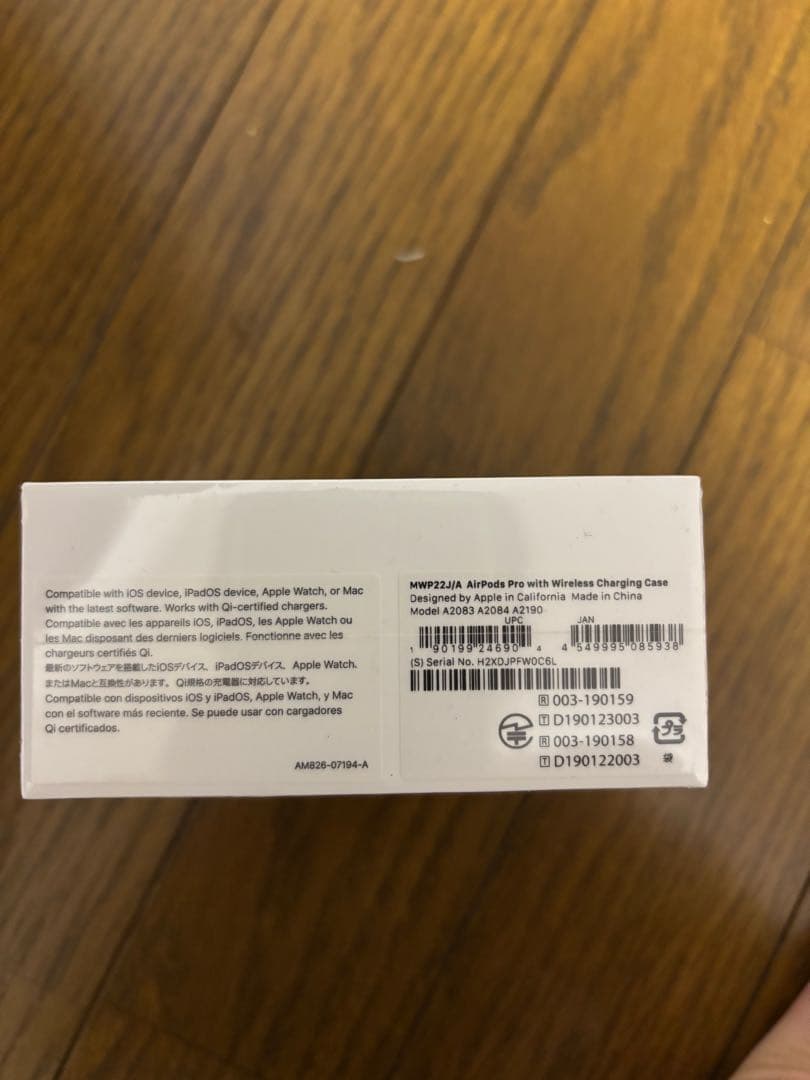 Compatible with iOS device, iPadOS device, Apple Watch, or Mac
with the latest software. Works with Qi-certified chargers.
Compatible avec les appareils iOS, iPadOS, les Apple Watch ou
les Mac disposant des derniers logiciels. Fonctionne avec les
chargeurs certifiés Qi.
最新のソフトウェアを搭載したiOSデバイス、iPadOSデバイス、Apple Watch、
またはMacと互換性があります。Qi規格の充電器に対応しています。
Compatible con dispositivos iOS y iPadOS, Apple Watch, y Mac
con el software más reciente. Se puede usar con cargadores
Qi certificados.
AM826-07194-A
MWP22J/A AirPods Pro with Wireless Charging Case
Designed by Apple in California Made in China
Model A2083 A2084 A2190
UPC JAN
1 90199 24690 4 4 549995 085938
(S) Serial No. H2XDJPFW0C6L
R 003-190159
T D190123003
R 003-190158
T D190122003
プラ
袋